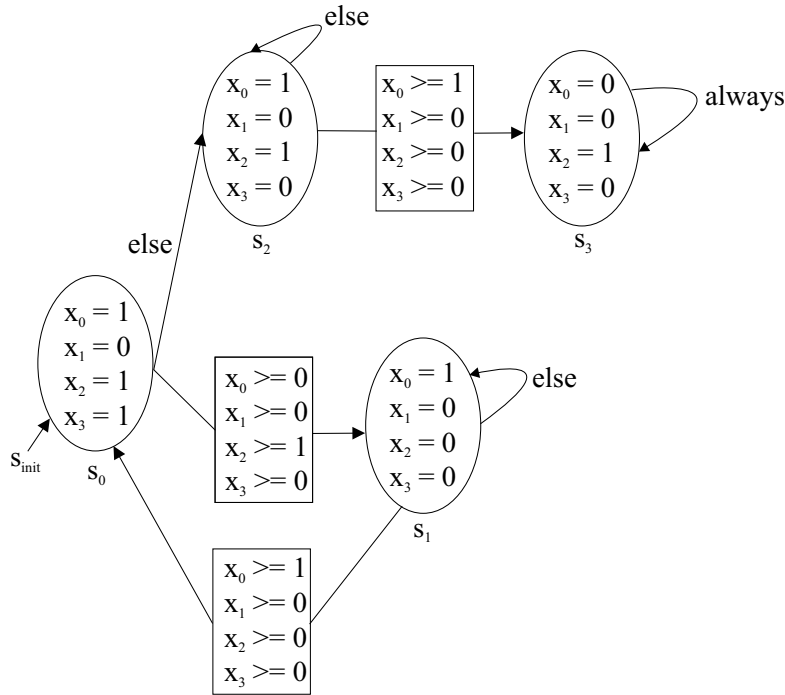 else
x₀ = 1
x₁ = 0
x₂ = 1
x₃ = 0
s₂
x₀ >= 1
x₁ >= 0
x₂ >= 0
x₃ >= 0
x₀ = 0
x₁ = 0
x₂ = 1
x₃ = 0
s₃
always
else
x₀ = 1
x₁ = 0
x₂ = 1
x₃ = 1
s_init
s₀
x₀ >= 0
x₁ >= 0
x₂ >= 1
x₃ >= 0
x₀ = 1
x₁ = 0
x₂ = 0
x₃ = 0
s₁
else
x₀ >= 1
x₁ >= 0
x₂ >= 0
x₃ >= 0